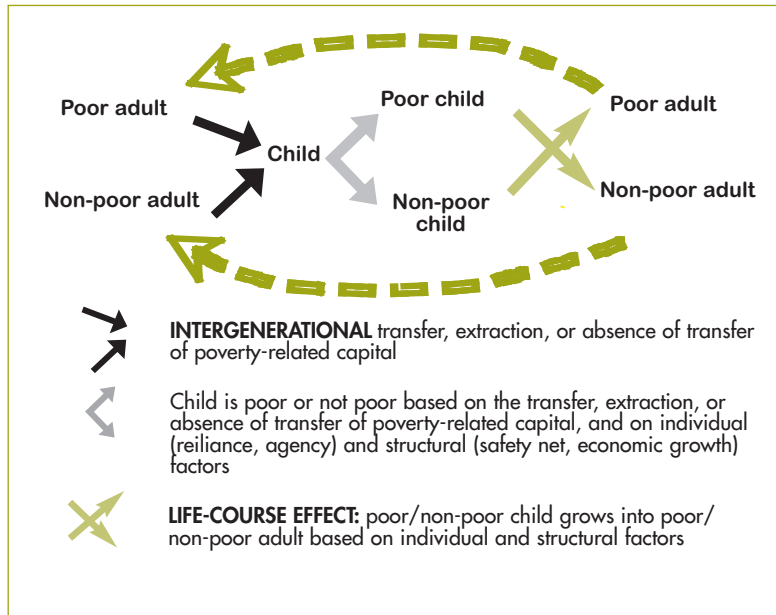 Poor adult
Poor child
Poor adult
Child
Non-poor adult
Non-poor
child
Non-poor adult
INTERGENERATIONAL transfer, extraction, or absence of transfer
of poverty-related capital
Child is poor or not poor based on the transfer, extraction, or
absence of transfer of poverty-related capital, and on individual
(reiliance, agency) and structural (safety net, economic growth)
factors
LIFE-COURSE EFFECT: poor/non-poor child grows into poor/
non-poor adult based on individual and structural factors